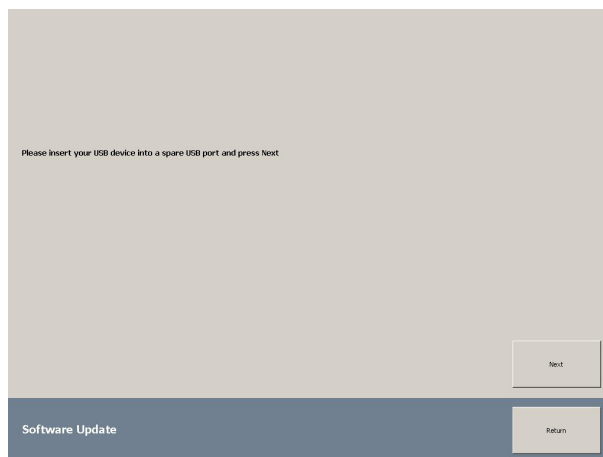 Please insert your USB device into a spare USB port and press Next
Next
Software Update
Return